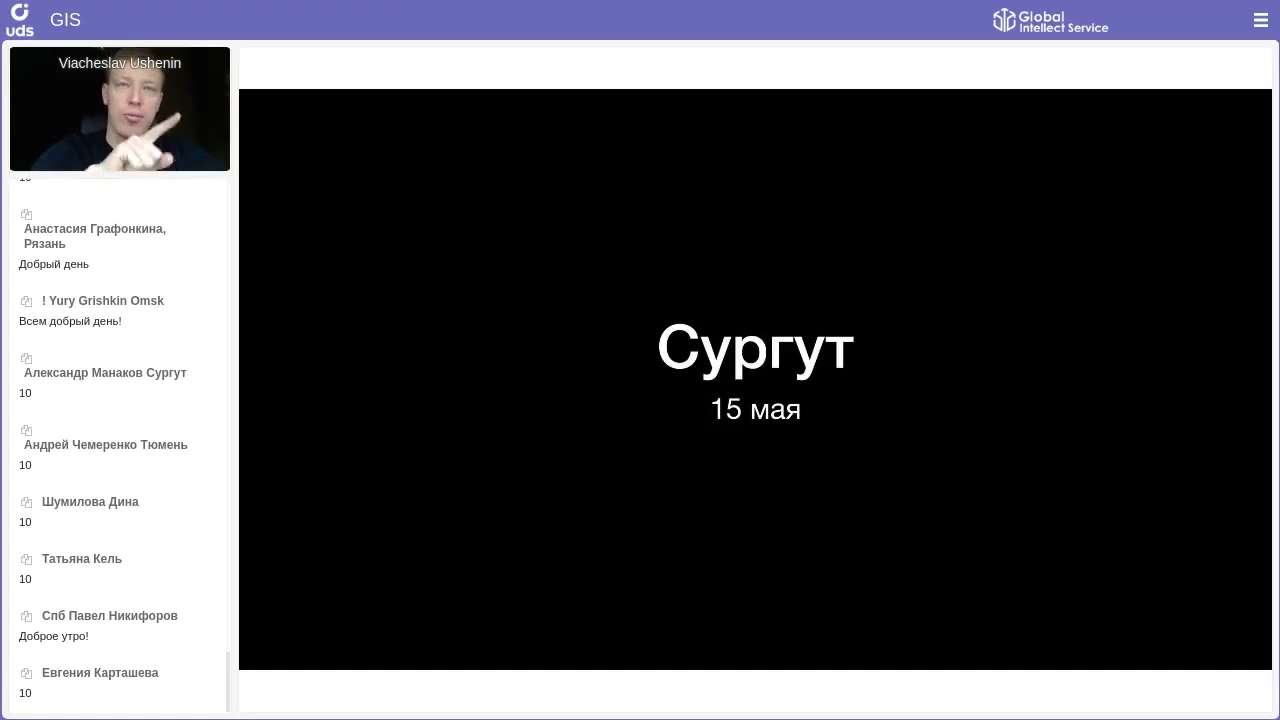 uds
GIS
Global
Intellect Service
Viacheslav Ushenin
Анастасия Графонкина,
Рязань
Добрый день
! Yury Grishkin Omsk
Всем добрый день!
Александр Манаков Сургут
10
Андрей Чемеренко Тюмень
10
Шумилова Дина
10
Татьяна Кель
10
Спб Павел Никифоров
Доброе утро!
Евгения Карташева
10
Сургут
15 мая